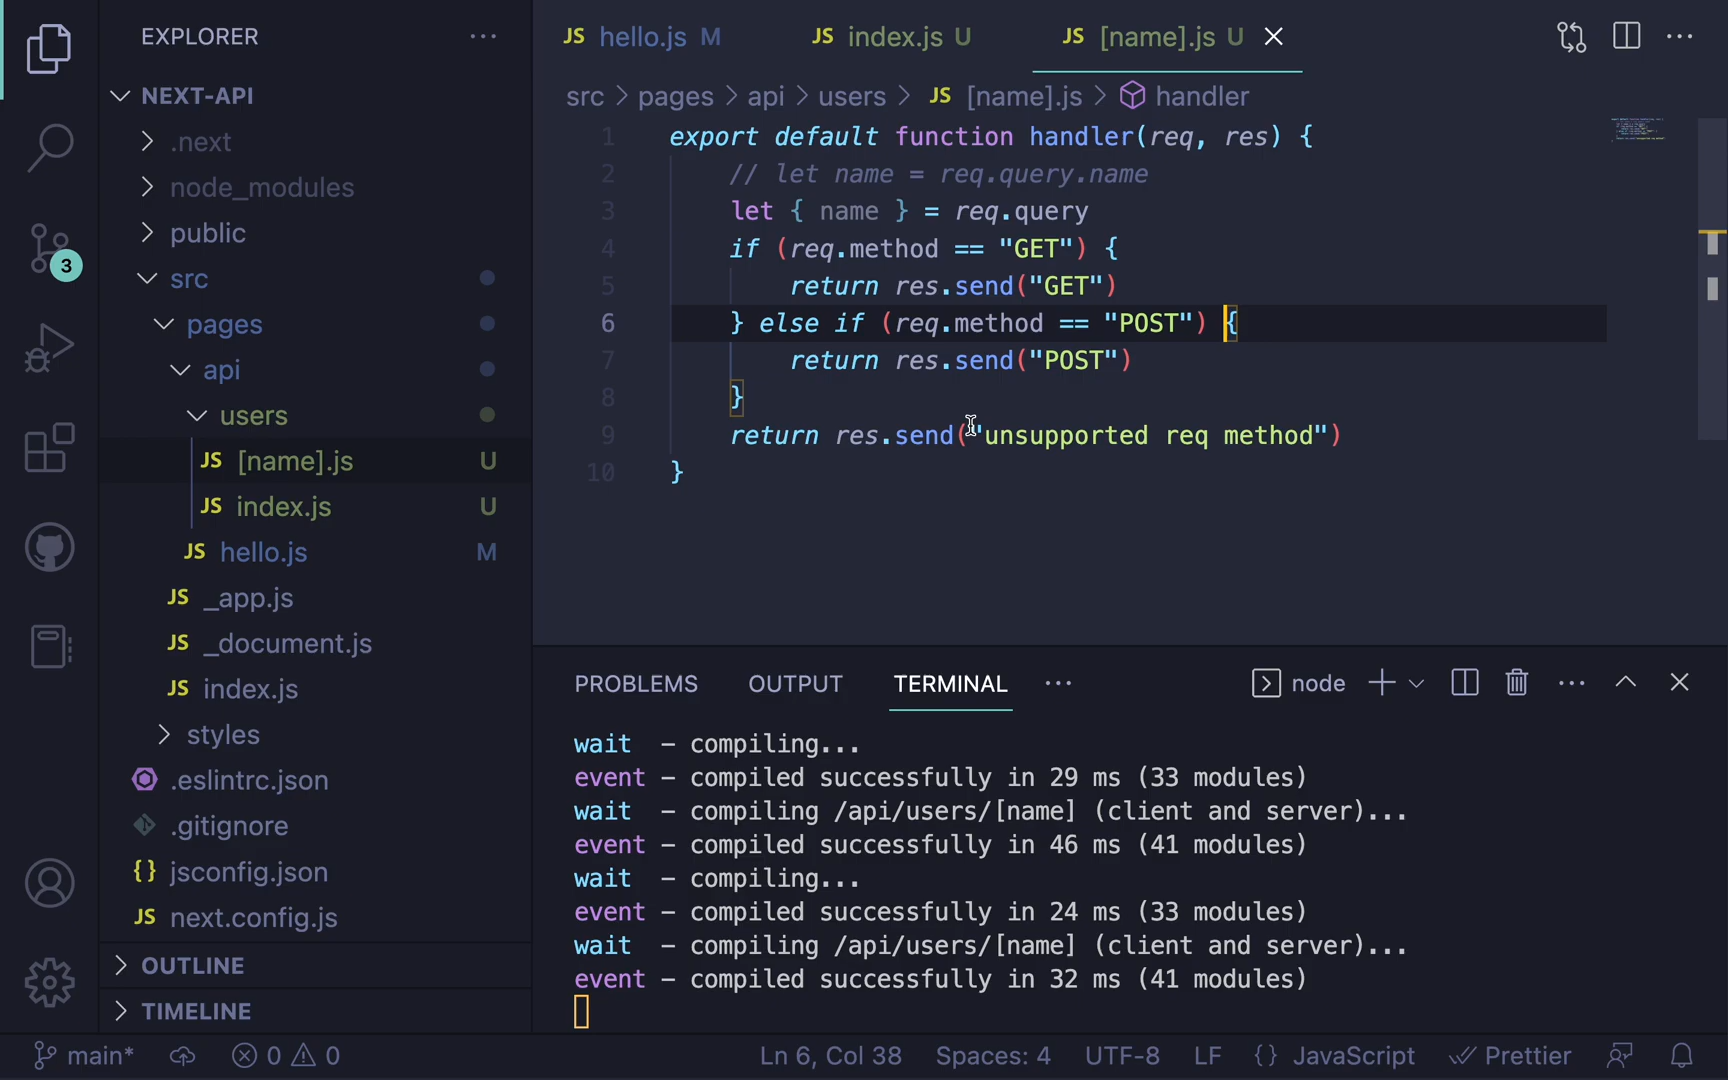 EXPLORER
NEXT-API
.next
node_modules
public
src
pages
api
users
JS [name].js U
JS index.js U
JS hello.js M
JS _app.js
JS _document.js
JS index.js
styles
.eslintrc.json
.gitignore
{} jsconfig.json
JS next.config.js
OUTLINE
TIMELINE
3
JS hello.js M JS index.js U JS [name].js U
src > pages > api > users > JS [name].js > handler
1 export default function handler(req, res) {
2 // let name = req.query.name
3 let { name } = req.query
4 if (req.method == "GET") {
5 return res.send("GET")
6 } else if (req.method == "POST") {
7 return res.send("POST")
8 }
9 return res.send("unsupported req method")
10 }
PROBLEMS OUTPUT TERMINAL node
wait – compiling...
event – compiled successfully in 29 ms (33 modules)
wait – compiling /api/users/[name] (client and server)...
event – compiled successfully in 46 ms (41 modules)
wait – compiling...
event – compiled successfully in 24 ms (33 modules)
wait – compiling /api/users/[name] (client and server)...
event – compiled successfully in 32 ms (41 modules)
main* 0 0 Ln 6, Col 38 Spaces: 4 UTF-8 LF {} JavaScript Prettier